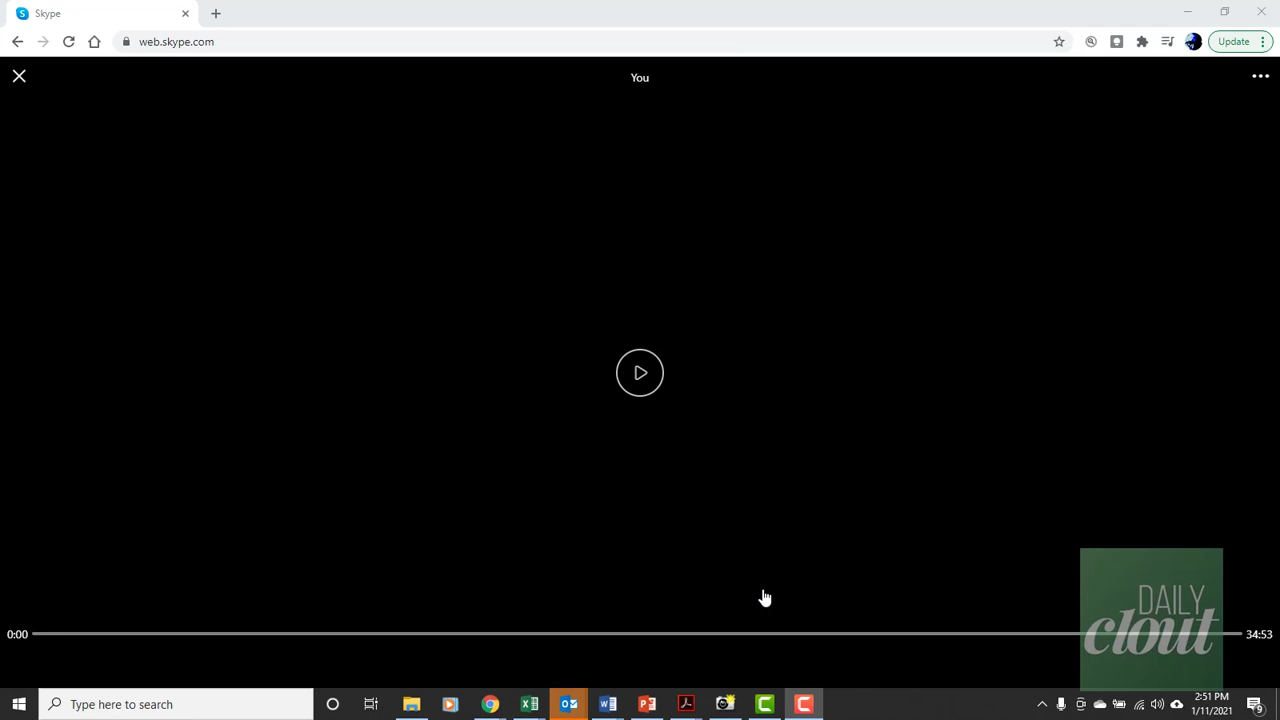 Skype
web.skype.com
Update
You
0:00
34:53
DAILY
clout
Type here to search
2:51 PM
1/11/2021
9